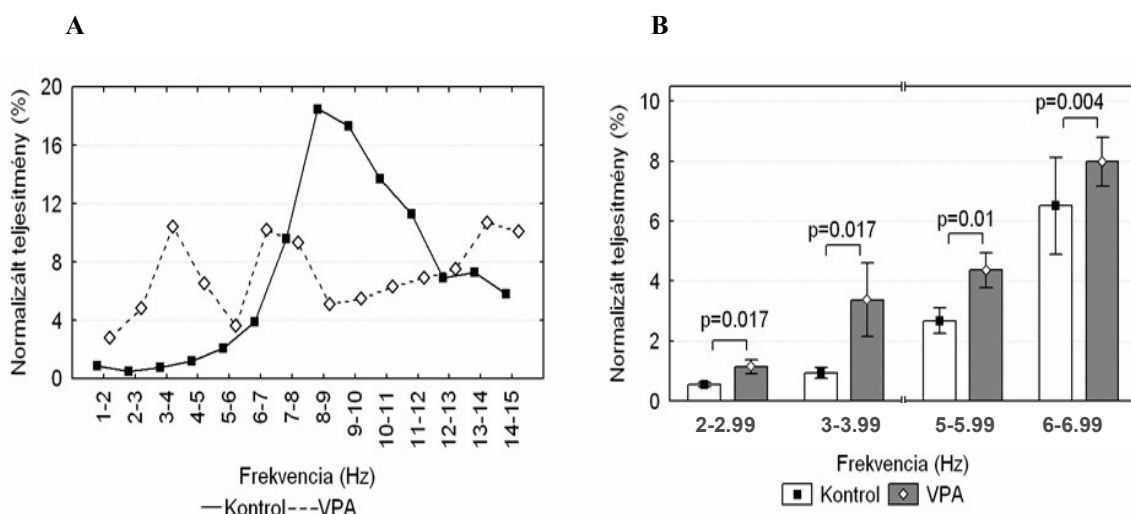 A
Normalizált teljesítmény (%)
20
16
12
8
4
0
1-2
2-3
3-4
4-5
5-6
6-7
7-8
8-9
9-10
10-11
11-12
12-13
13-14
14-15
Frekvencia (Hz)
Kontrol VPA
B
Normalizált teljesítmény (%)
10
8
6
4
2
0
p=0.017
p=0.017
p=0.01
p=0.004
2-2.99 3-3.99 5-5.99 6-6.99
Frekvencia (Hz)
Kontrol VPA